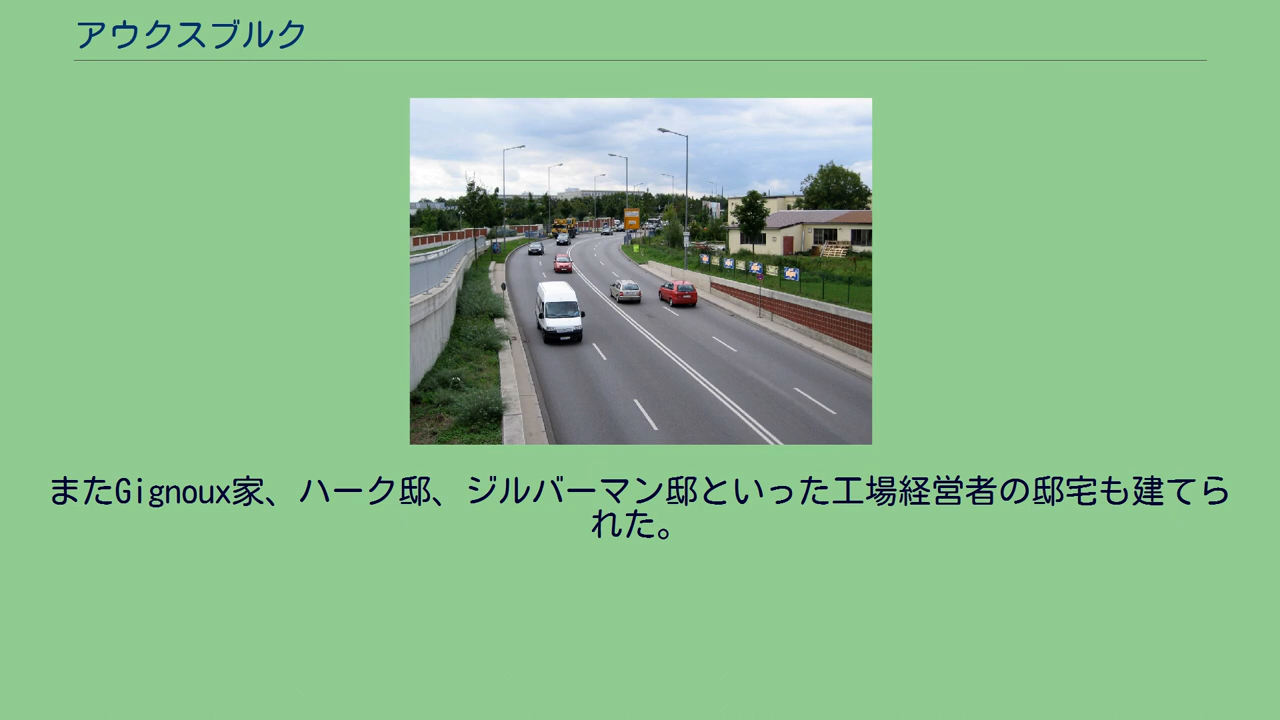 アウクスブルク
またGignoux家、ハーク邸、ジルバーマン邸といった工場経営者の邸宅も建てら
れた。